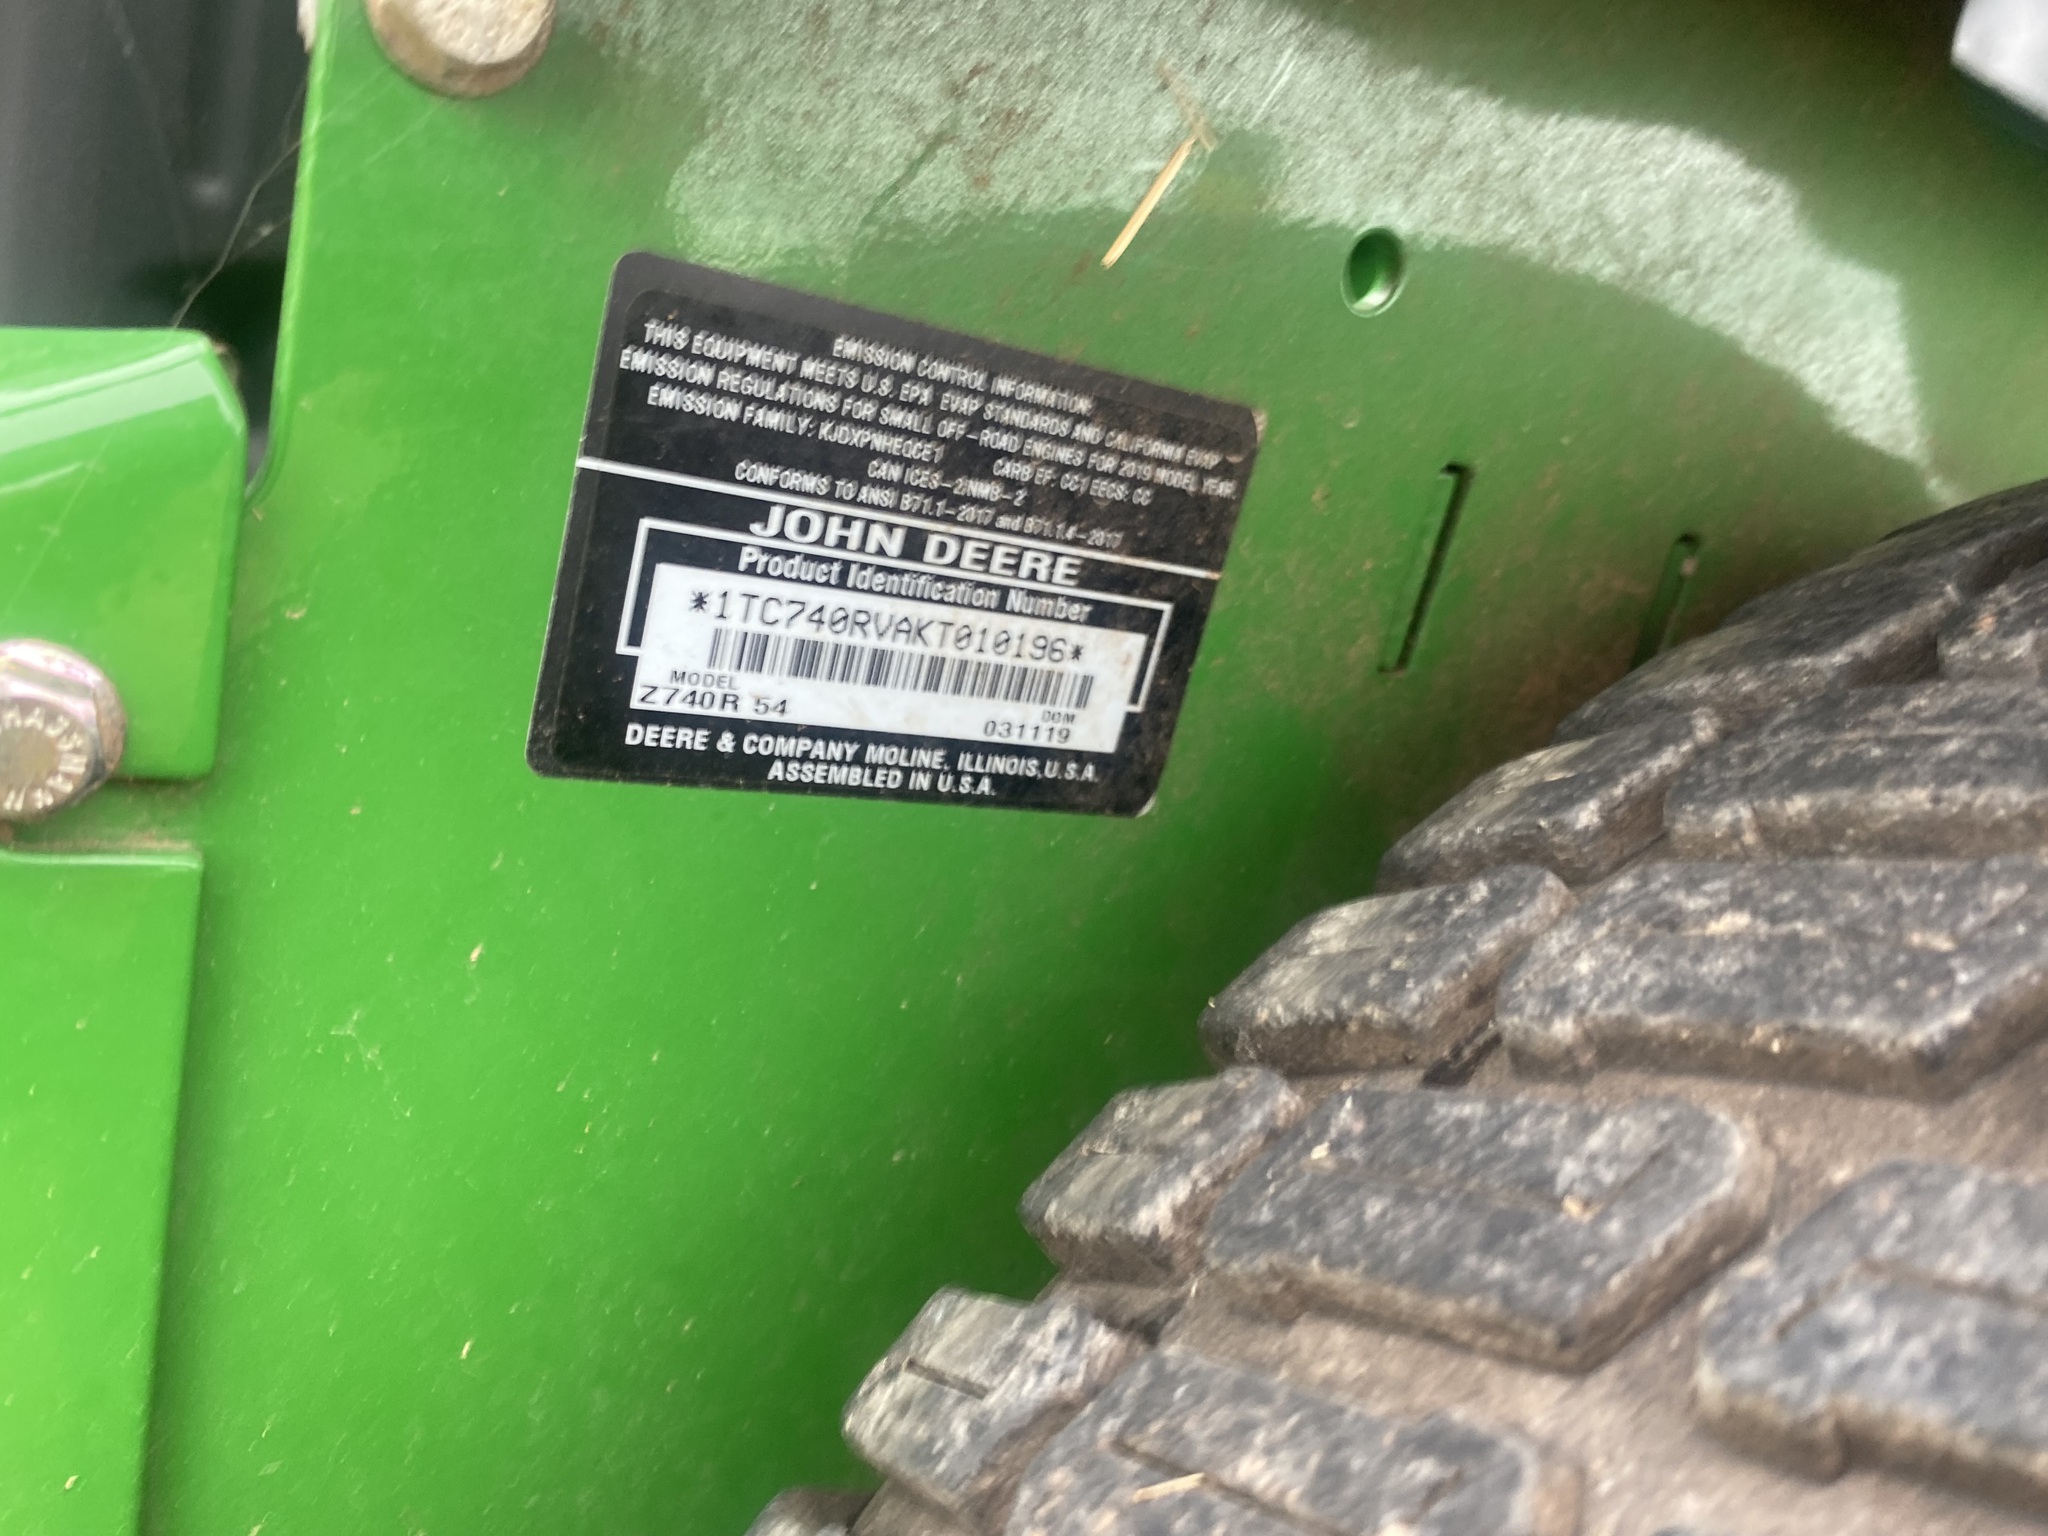 EMISSION CONTROL INFORMATION
THIS EQUIPMENT MEETS U.S. EPA EVAP STANDARDS AND CALIFORNIA EVAP
EMISSION REGULATIONS FOR SMALL OFF-ROAD ENGINES FOR 2019 MODEL YEAR.
EMISSION FAMILY: KJDXPNHEQCE1 CARB EF: CC1 EECS: CC
CAN ICES-2/NMB-2
CONFORMS TO ANSI B71.1-2017 and B71.1.4-2017
JOHN DEERE
Product Identification Number
*1TC740RVAKT010196*
MODEL
Z740R 54
DOM
031119
DEERE & COMPANY MOLINE, ILLINOIS, U.S.A.
ASSEMBLED IN U.S.A.